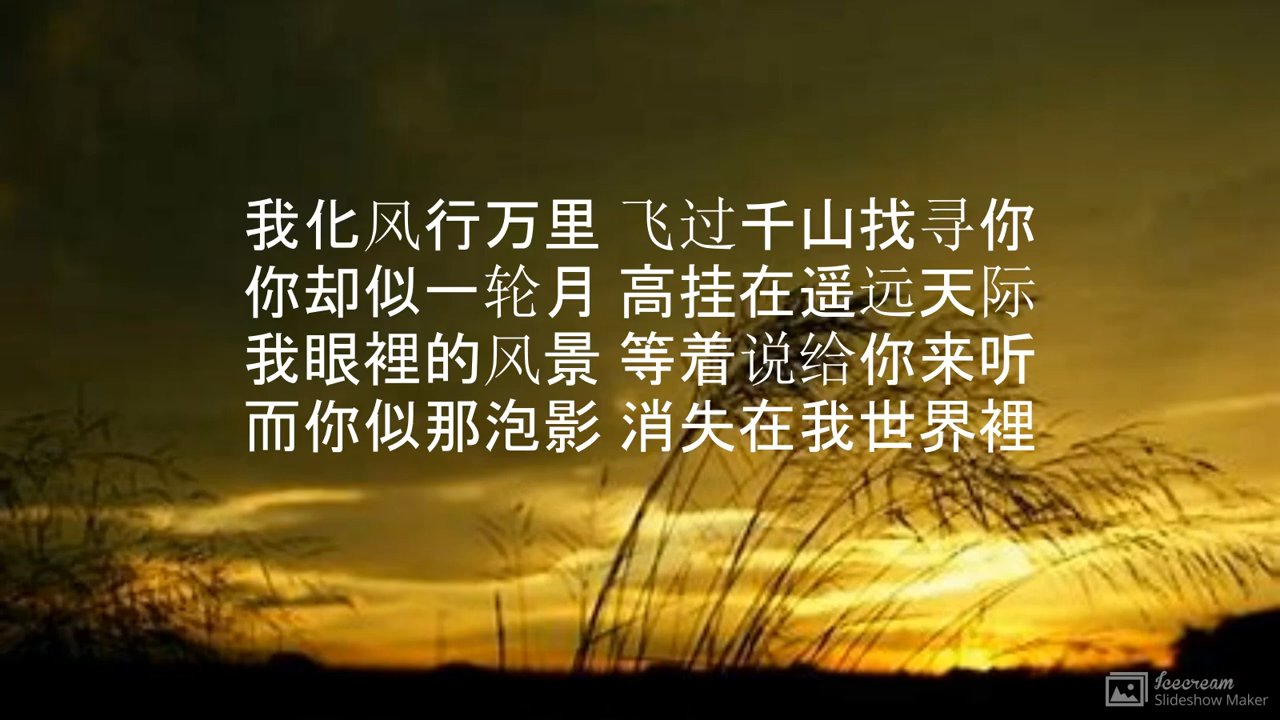 我化风行万里 飞过千山找寻你
你却似一轮月 高挂在遥远天际
我眼裡的风景 等着说给你来听
而你似那泡影 消失在我世界裡
Icecream
Slideshow Maker